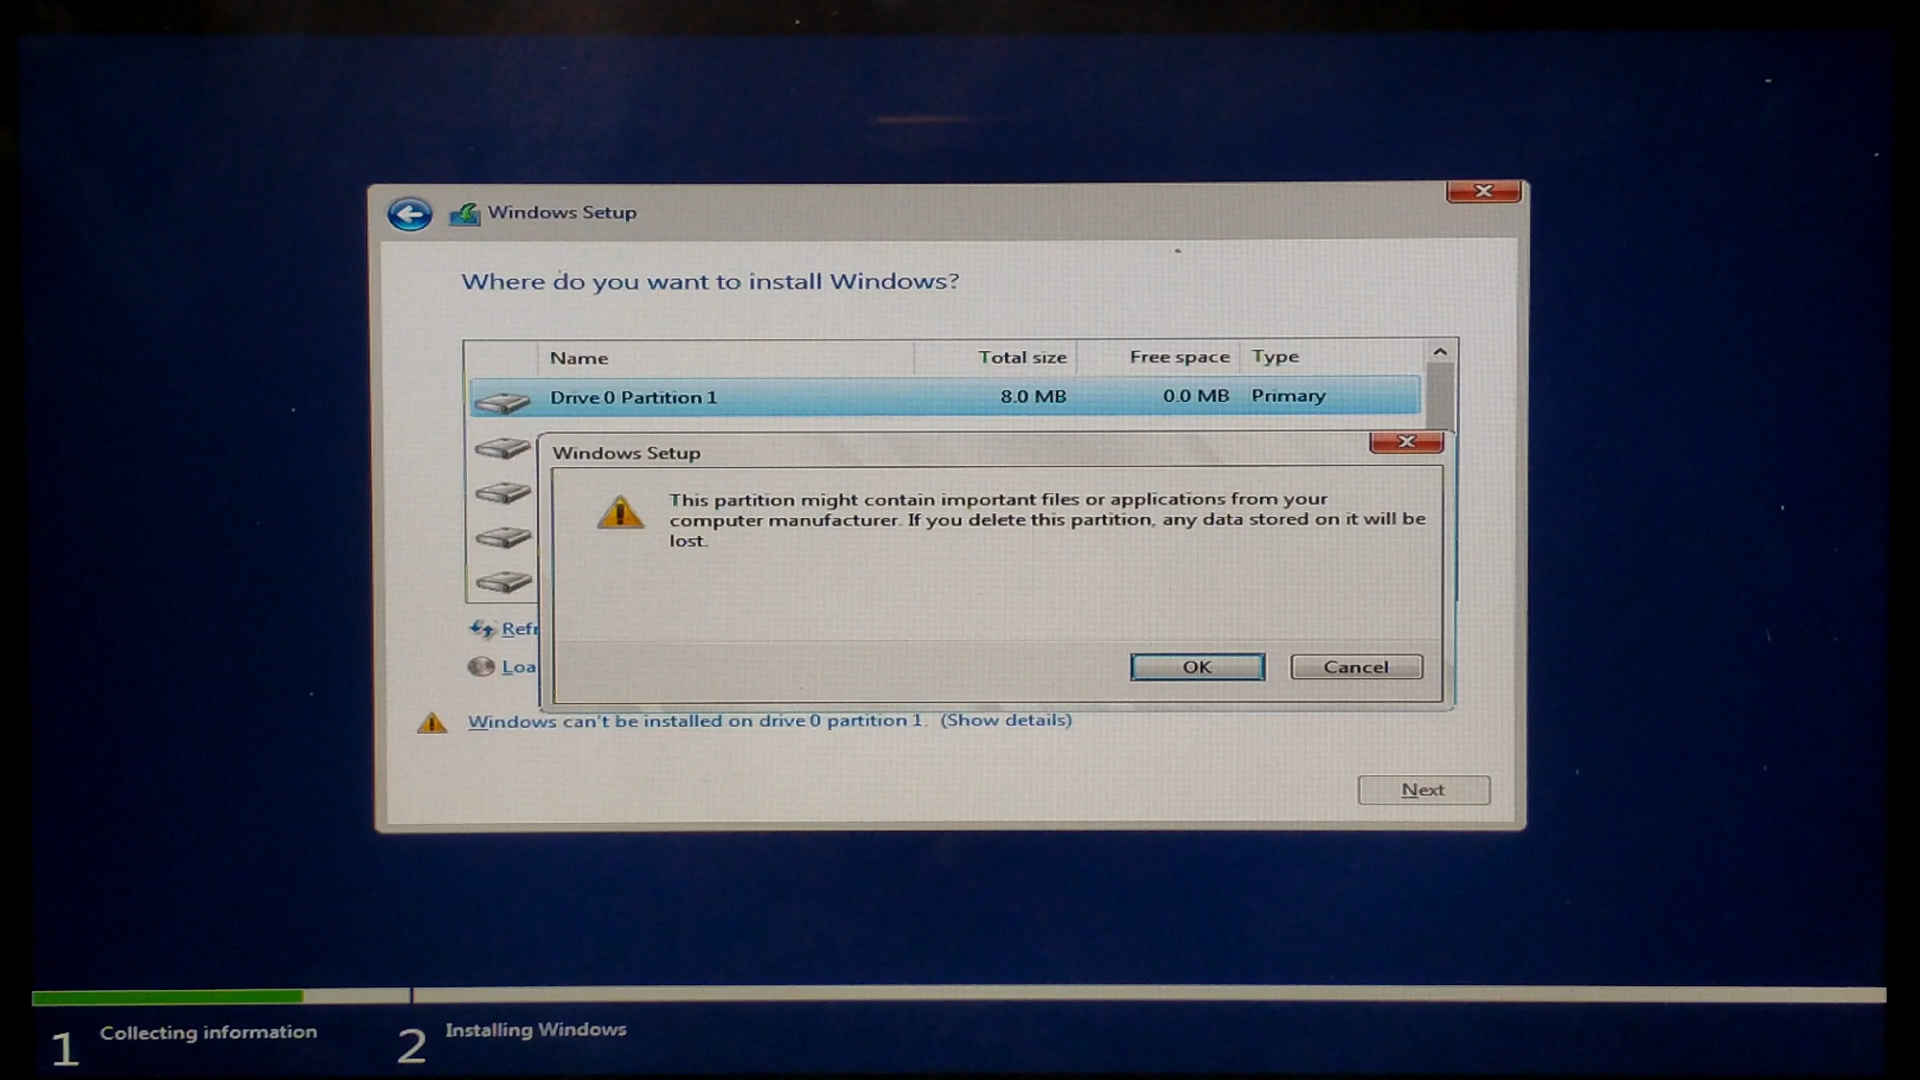 Windows Setup
Where do you want to install Windows?
Name Total size Free space Type
Drive 0 Partition 1 8.0 MB 0.0 MB Primary
Windows Setup
This partition might contain important files or applications from your
computer manufacturer. If you delete this partition, any data stored on it will be
lost.
OK Cancel
Refr
Loa
Windows can't be installed on drive 0 partition 1. (Show details)
Next
1 Collecting information 2 Installing Windows